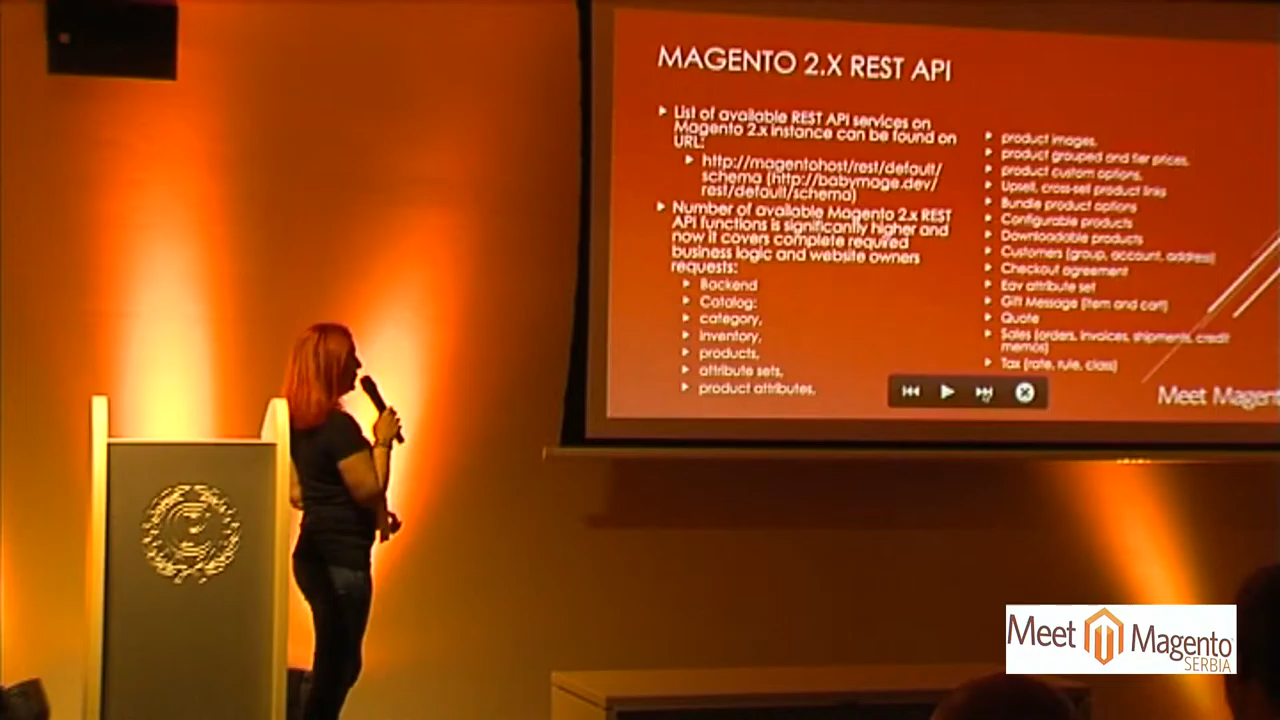 MAGENTO 2.X REST API
List of available REST API services on
Magento 2.x instance can be found on
URL:
http://magentohost/rest/default/
schema (http://babymage.dev/
rest/default/schema)
Number of available Magento 2.x REST
API functions is significantly higher and
now it covers complete required
business logic and website owners
requests:
Backend
Catalog:
category,
inventory,
products,
attribute sets,
product attributes,
product images,
product grouped and tier prices,
product custom options,
Upsell, cross-sell product links
Bundle product options
Configurable products
Downloadable products
Customers (group, account, address)
Checkout agreement
Eav attribute set
Gift Message (item and cart)
Quote
Sales (orders, invoices, shipments, credit
memos)
Tax (rate, rule, class)
Meet Magent
Meet Magento
SERBIA